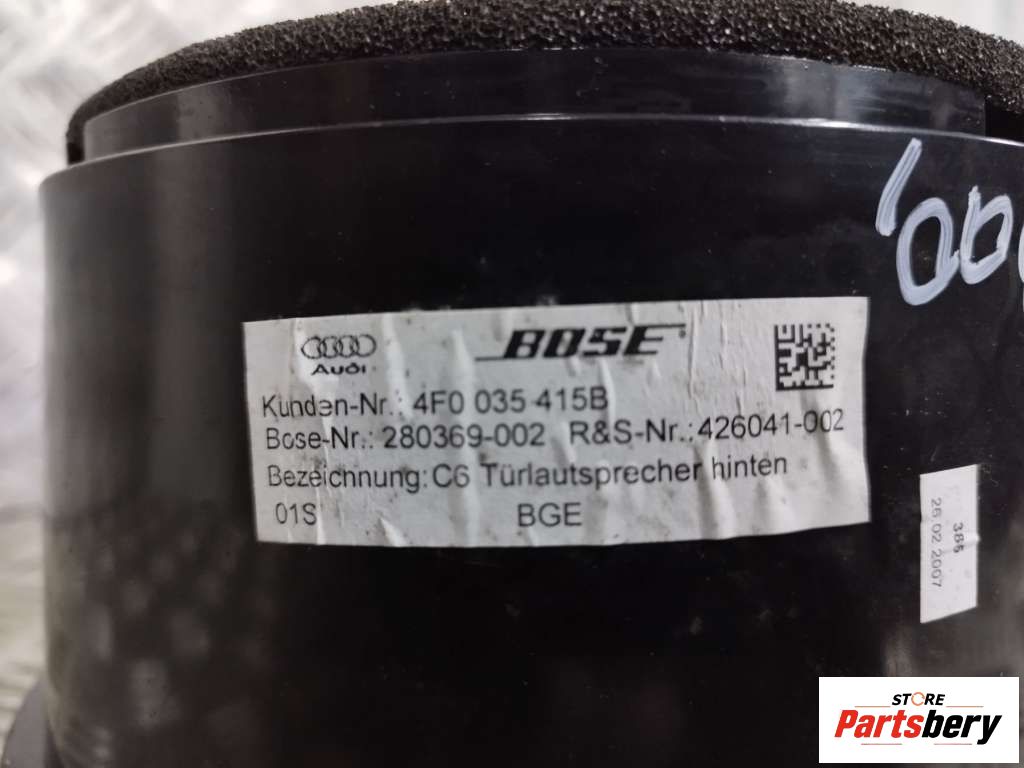 Audi
BOSE
Kunden-Nr.: 4F0 035 415B
Bose-Nr.: 280369-002 R&S-Nr.:426041-002
Bezeichnung:C6 Türlautsprecher hinten
01S BGE
385
26 02 2007
STORE
Partsbery